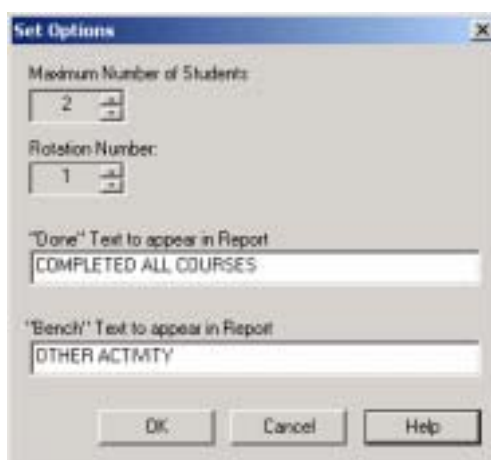 Set Options
Maximum Number of Students
2
Rotation Number:
1
"Done" Text to appear in Report
COMPLETED ALL COURSES
"Bench" Text to appear in Report
OTHER ACTIVITY
OK Cancel Help